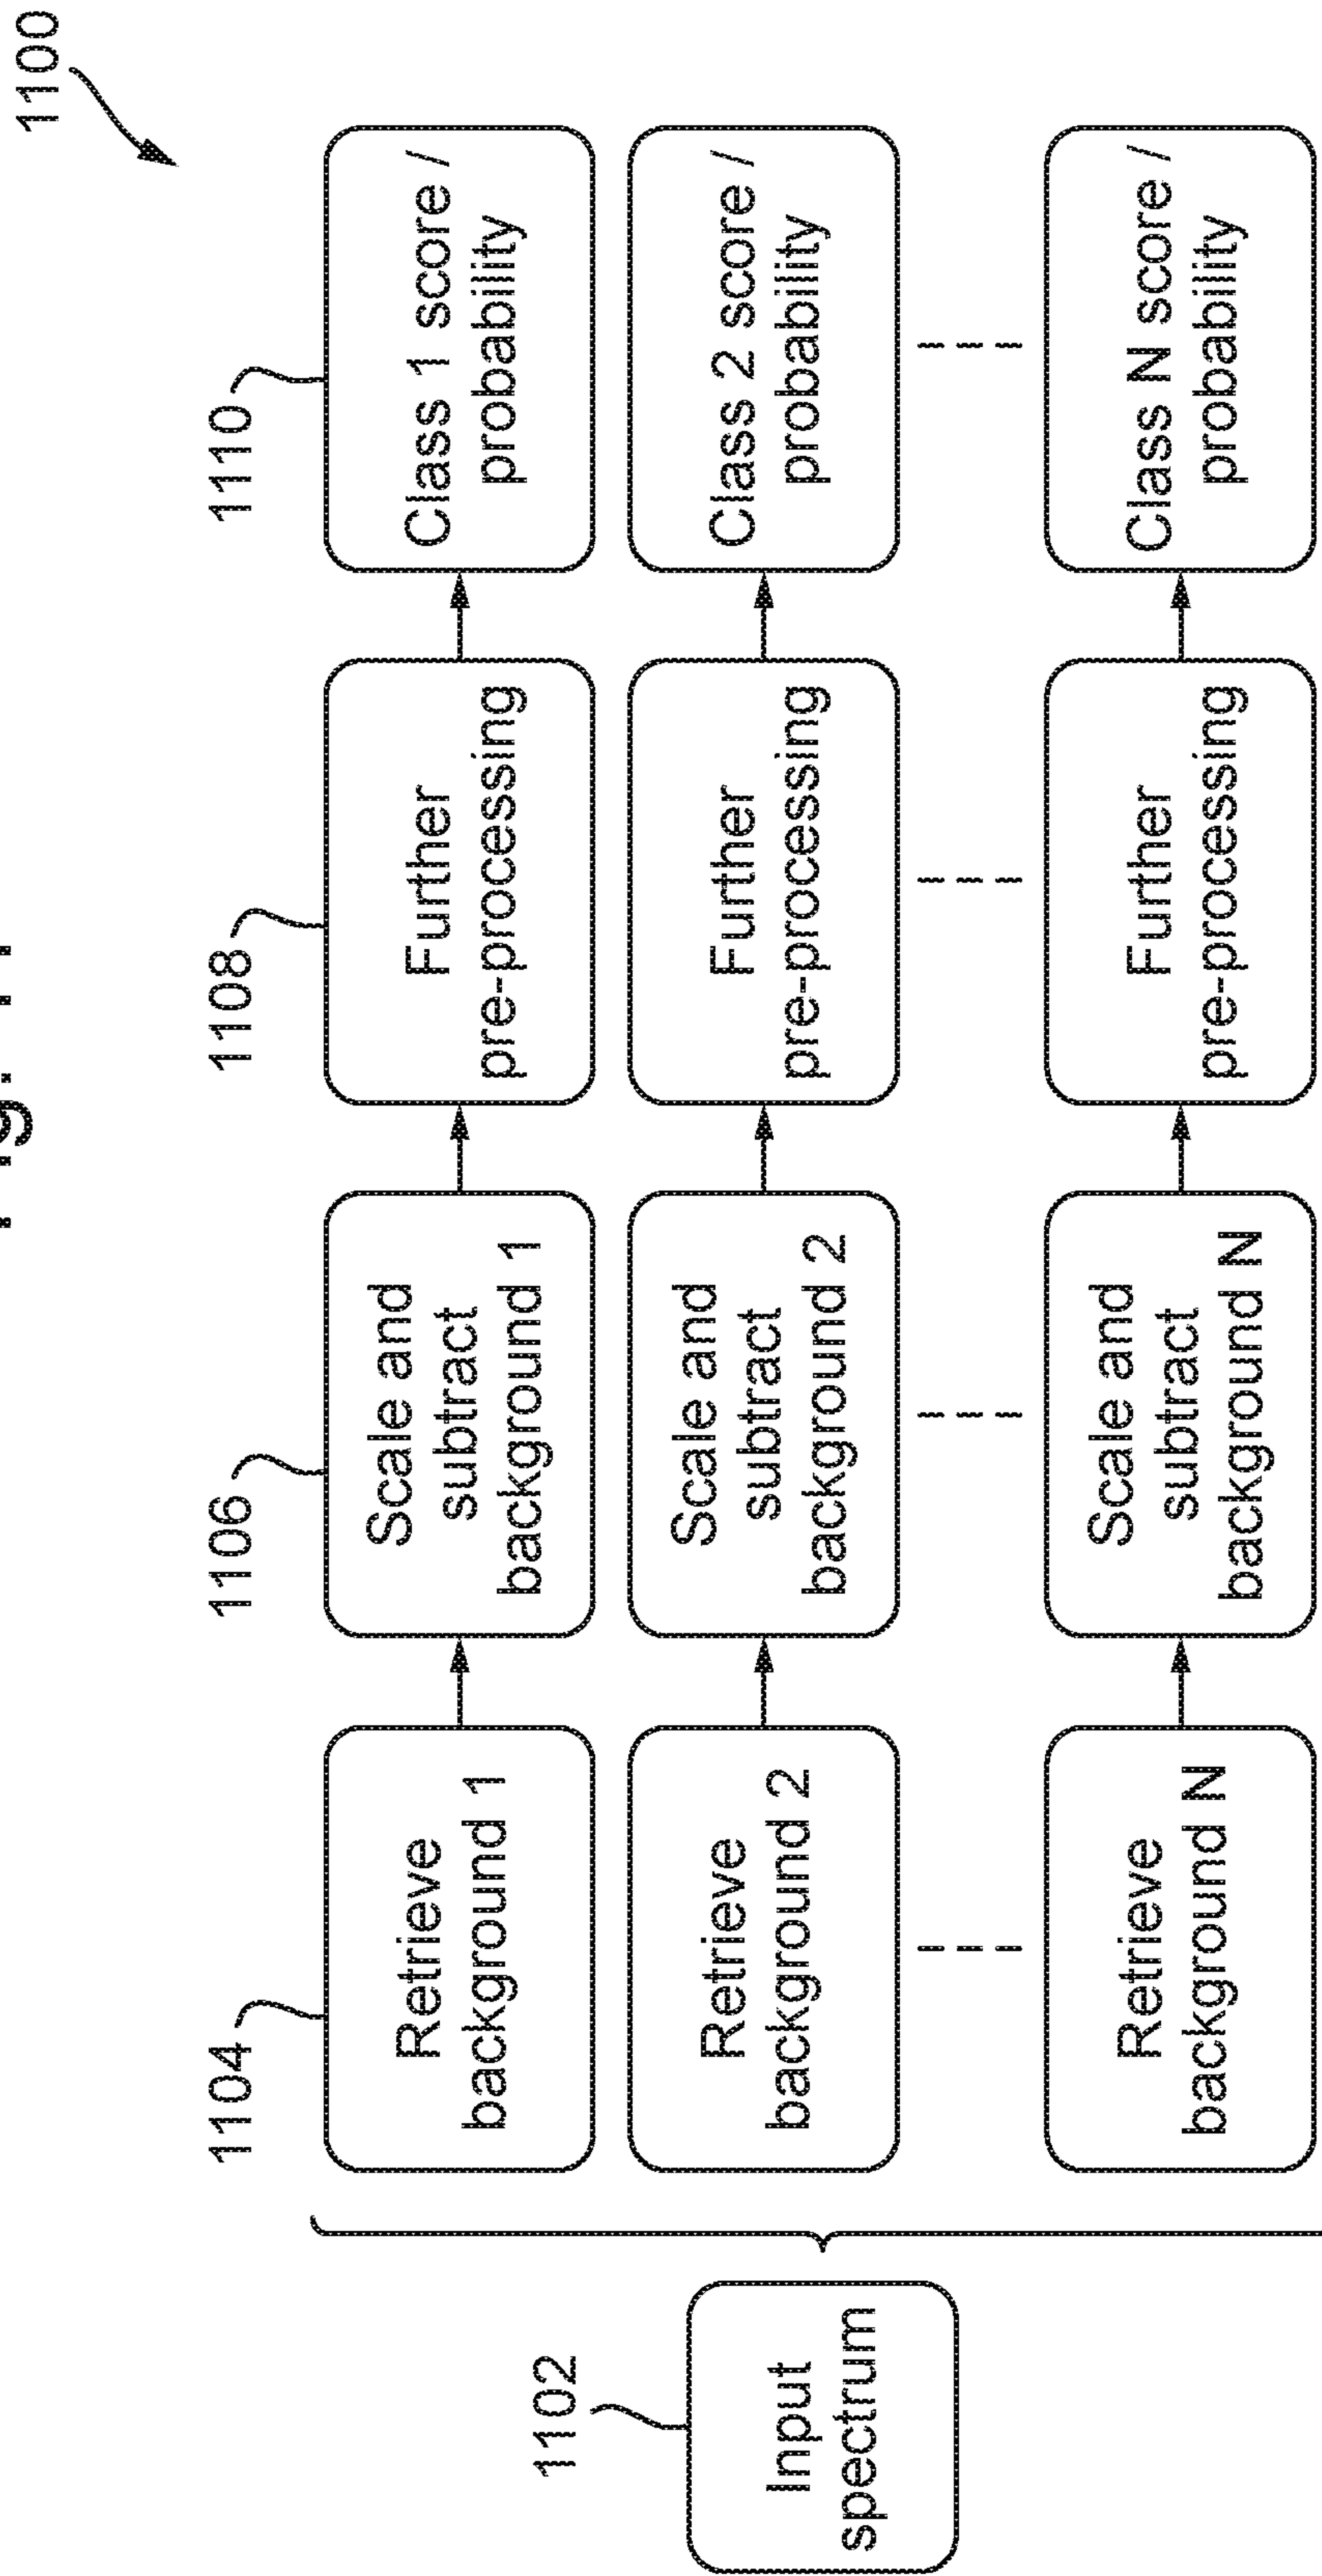 1100
1102
Input
spectrum
1104
Retrieve
background 1
1106
Scale and
subtract
background 1
1108
Further
pre-processing
1110
Class 1 score /
probability
Retrieve
background 2
Scale and
subtract
background 2
Further
pre-processing
Class 2 score /
probability
Retrieve
background N
Scale and
subtract
background N
Further
pre-processing
Class N score /
probability